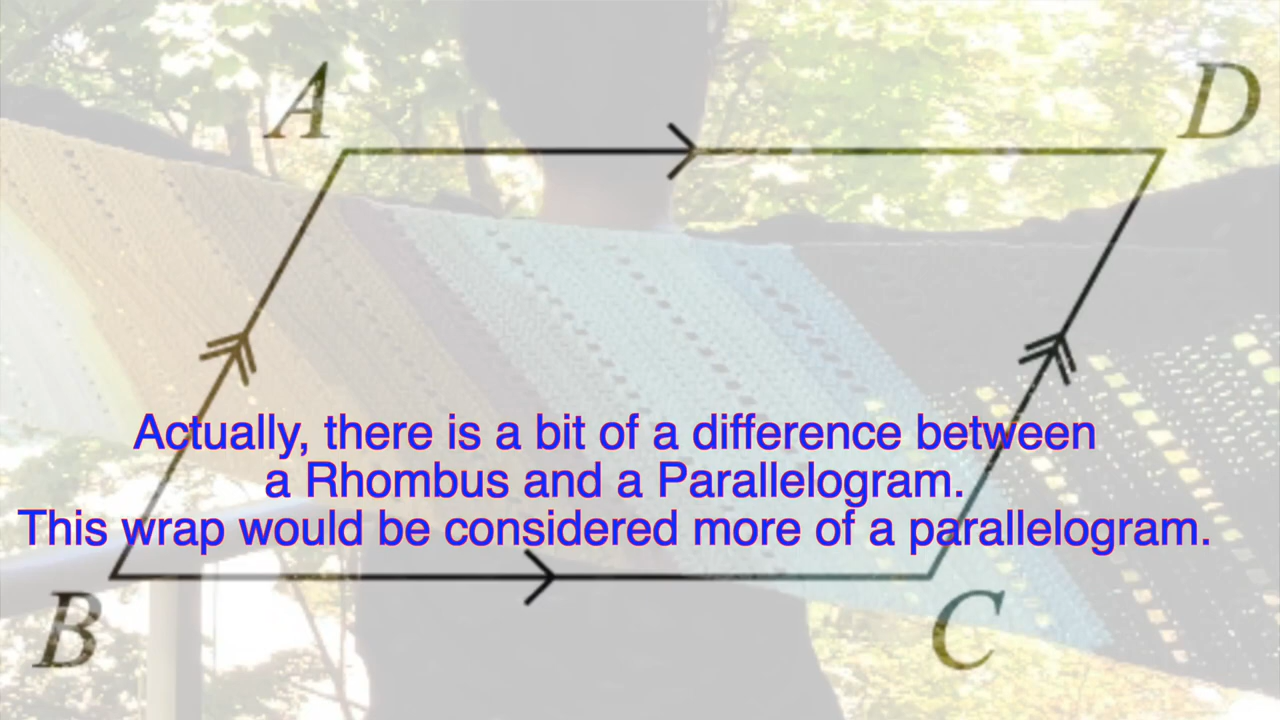 A D
Actually, there is a bit of a difference between
a Rhombus and a Parallelogram.
This wrap would be considered more of a parallelogram.
B C